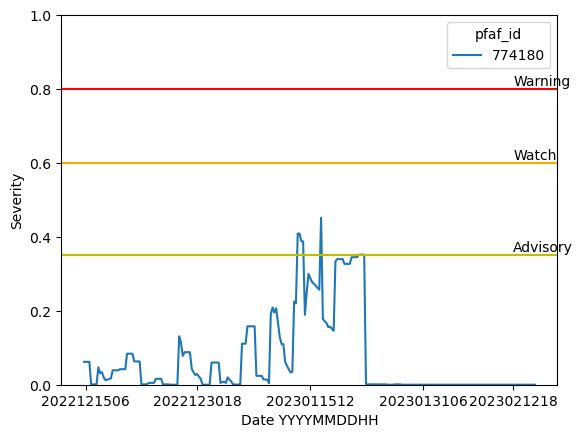 1.0
pfaf_id
774180
0.8
Warning
0.6
Watch
Severity
0.4
Advisory
0.2
0.0
2022121506 2022123018 2023011512 2023013106 2023021218
Date YYYYMMDDHH